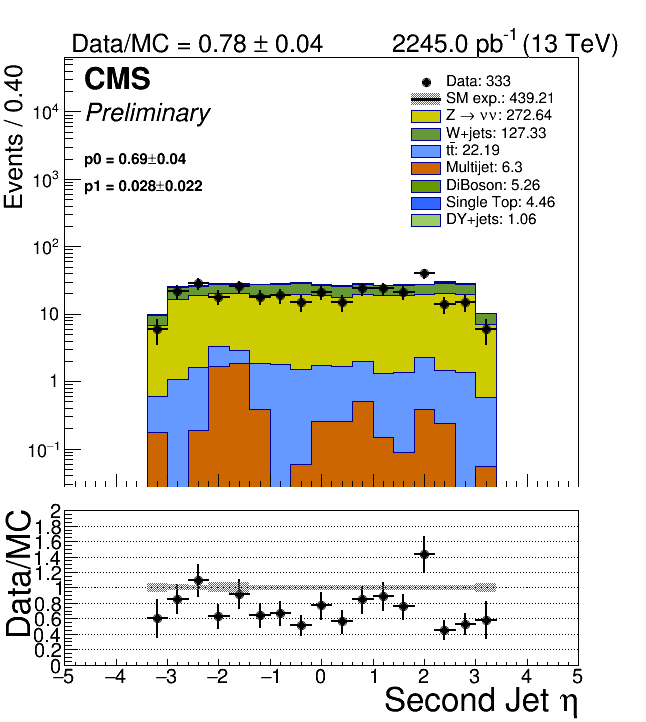 Data/MC = 0.78 ± 0.04
2245.0 pb⁻¹ (13 TeV)
CMS
Preliminary
p0 = 0.69±0.04
p1 = 0.028±0.022
Data: 333
SM exp.: 439.21
Z → νν: 272.64
W+jets: 127.33
tt̄: 22.19
Multijet: 6.3
DiBoson: 5.26
Single Top: 4.46
DY+jets: 1.06
Events / 0.40
10⁴
10³
10²
10
1
10⁻¹
Data/MC
2
1.8
1.6
1.4
1.2
1
0.8
0.6
0.4
0.2
0
−5 −4 −3 −2 −1 0 1 2 3 4 5
Second Jet η